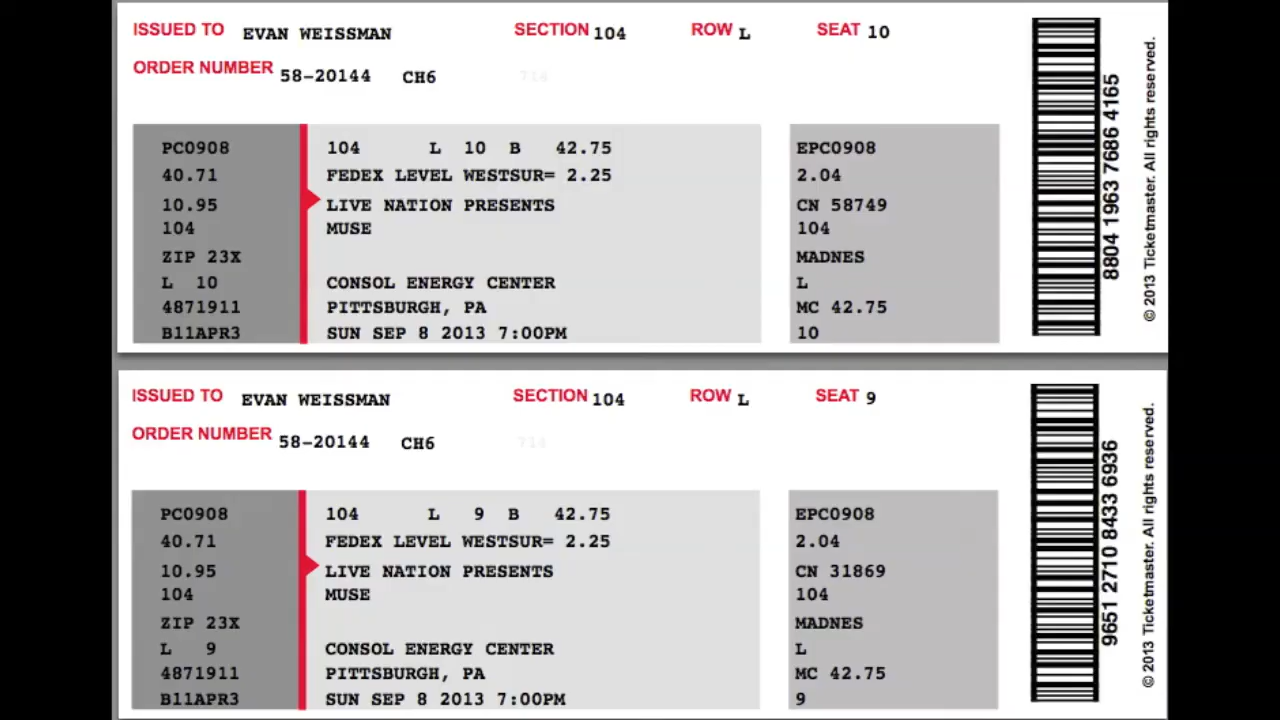 ISSUED TO EVAN WEISSMAN SECTION 104 ROW L SEAT 10
ORDER NUMBER 58-20144 CH6 714
PC0908 104 L 10 B 42.75 EPC0908
40.71 FEDEX LEVEL WESTSUR= 2.25 2.04
10.95 LIVE NATION PRESENTS CN 58749
104 MUSE 104
ZIP 23X MADNES
L 10 CONSOL ENERGY CENTER L
4871911 PITTSBURGH, PA MC 42.75
B11APR3 SUN SEP 8 2013 7:00PM 10
8804 1963 7686 4165
© 2013 Ticketmaster. All rights reserved.
ISSUED TO EVAN WEISSMAN SECTION 104 ROW L SEAT 9
ORDER NUMBER 58-20144 CH6 714
PC0908 104 L 9 B 42.75 EPC0908
40.71 FEDEX LEVEL WESTSUR= 2.25 2.04
10.95 LIVE NATION PRESENTS CN 31869
104 MUSE 104
ZIP 23X MADNES
L 9 CONSOL ENERGY CENTER L
4871911 PITTSBURGH, PA MC 42.75
B11APR3 SUN SEP 8 2013 7:00PM 9
9651 2710 8433 6936
© 2013 Ticketmaster. All rights reserved.